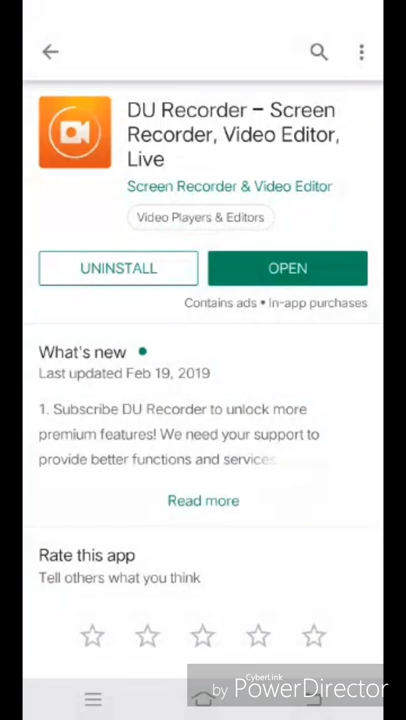 DU Recorder – Screen
Recorder, Video Editor,
Live
Screen Recorder & Video Editor
Video Players & Editors
UNINSTALL
OPEN
Contains ads • In-app purchases
What's new
Last updated Feb 19, 2019
1. Subscribe DU Recorder to unlock more
premium features! We need your support to
provide better functions and services
Read more
Rate this app
Tell others what you think
CyberLink
by PowerDirector